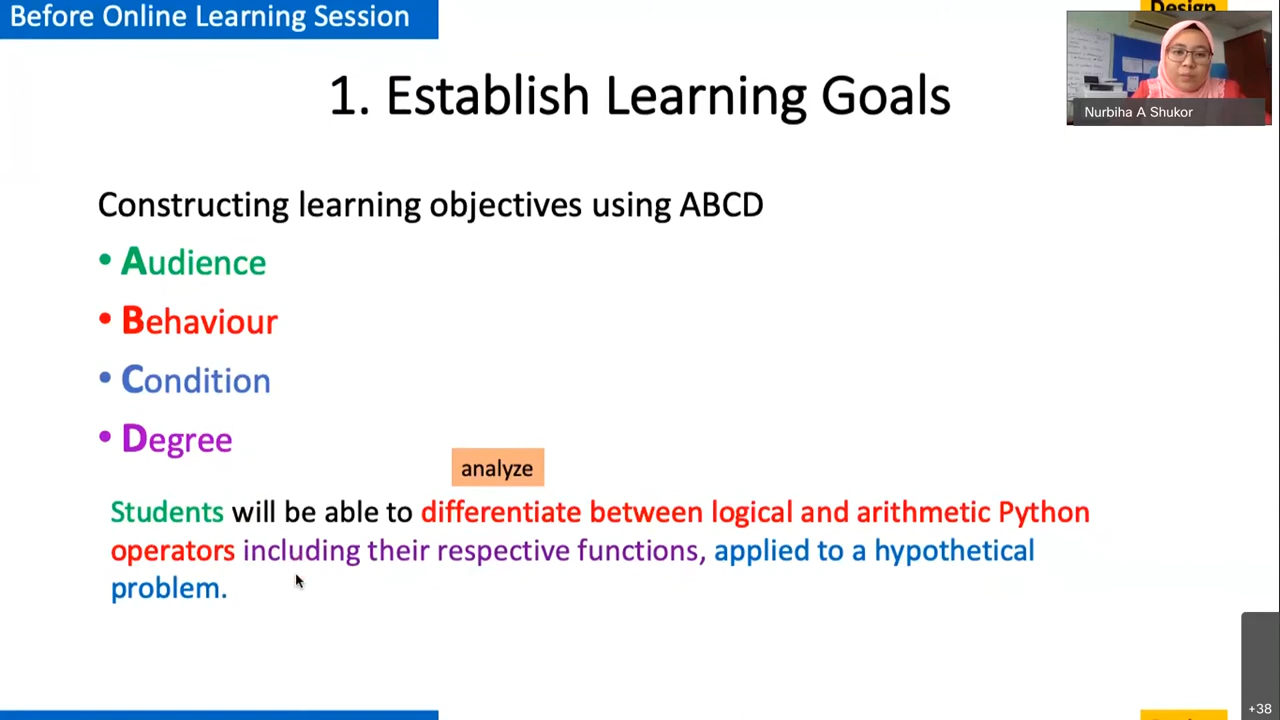 Before Online Learning Session
Design
1. Establish Learning Goals
Nurbiha A Shukor
Constructing learning objectives using ABCD
• Audience
• Behaviour
• Condition
• Degree
analyze
Students will be able to differentiate between logical and arithmetic Python
operators including their respective functions, applied to a hypothetical
problem.
+38